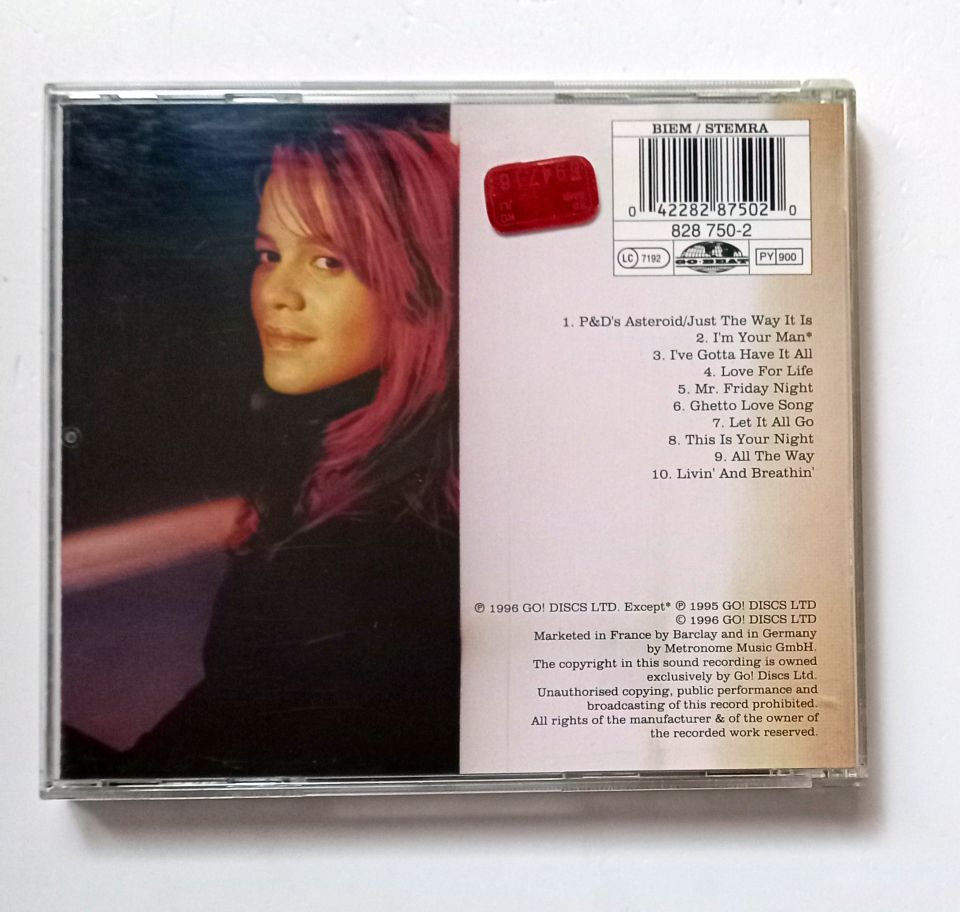 BIEM / STEMRA
0 42282 87502 0
828 750-2
LC 7192
GO·BEAT
PY 900
1. P&D's Asteroid/Just The Way It Is
2. I'm Your Man*
3. I've Gotta Have It All
4. Love For Life
5. Mr. Friday Night
6. Ghetto Love Song
7. Let It All Go
8. This Is Your Night
9. All The Way
10. Livin' And Breathin'
℗ 1996 GO! DISCS LTD. Except* ℗ 1995 GO! DISCS LTD
© 1996 GO! DISCS LTD
Marketed in France by Barclay and in Germany
by Metronome Music GmbH.
The copyright in this sound recording is owned
exclusively by Go! Discs Ltd.
Unauthorised copying, public performance and
broadcasting of this record prohibited.
All rights of the manufacturer & of the owner of
the recorded work reserved.